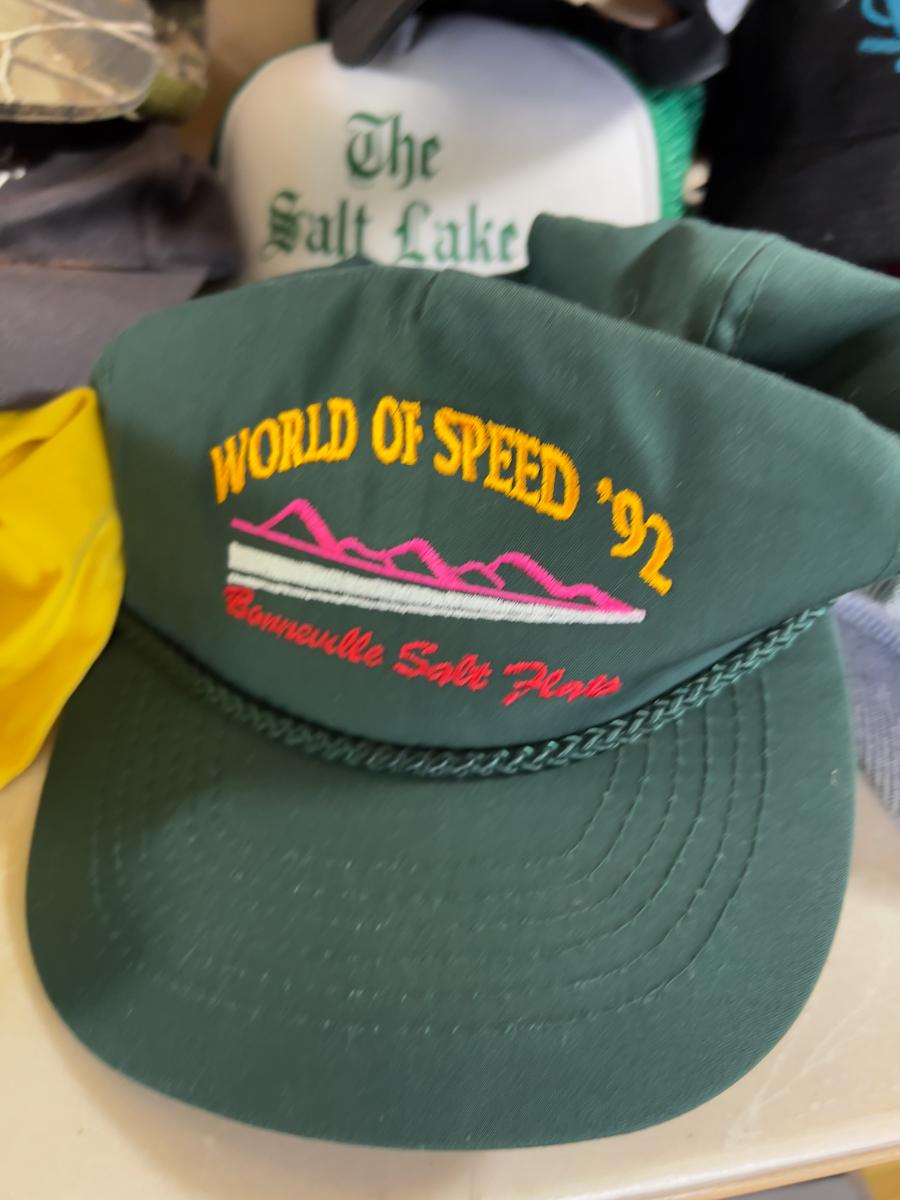 The
Salt Lake
WORLD OF SPEED '92
Bonneville Salt Flats